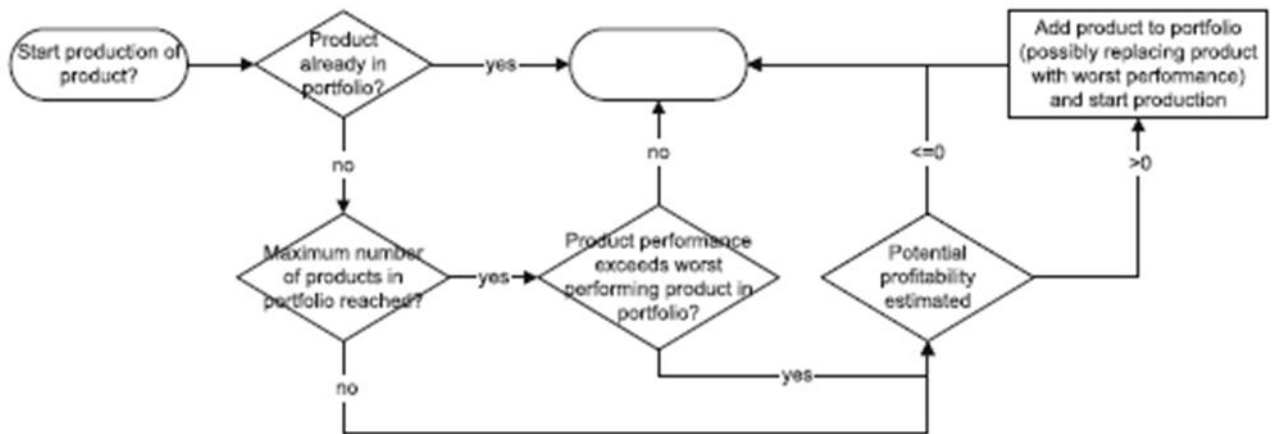 Start production of
product?
Product
already in
portfolio?
yes
Add product to portfolio
(possibly replacing product
with worst performance)
and start production
no
no
<=0
>0
Maximum number
of products in
portfolio reached?
yes
Product performance
exceeds worst
performing product in
portfolio?
Potential
profitability
estimated
no
yes